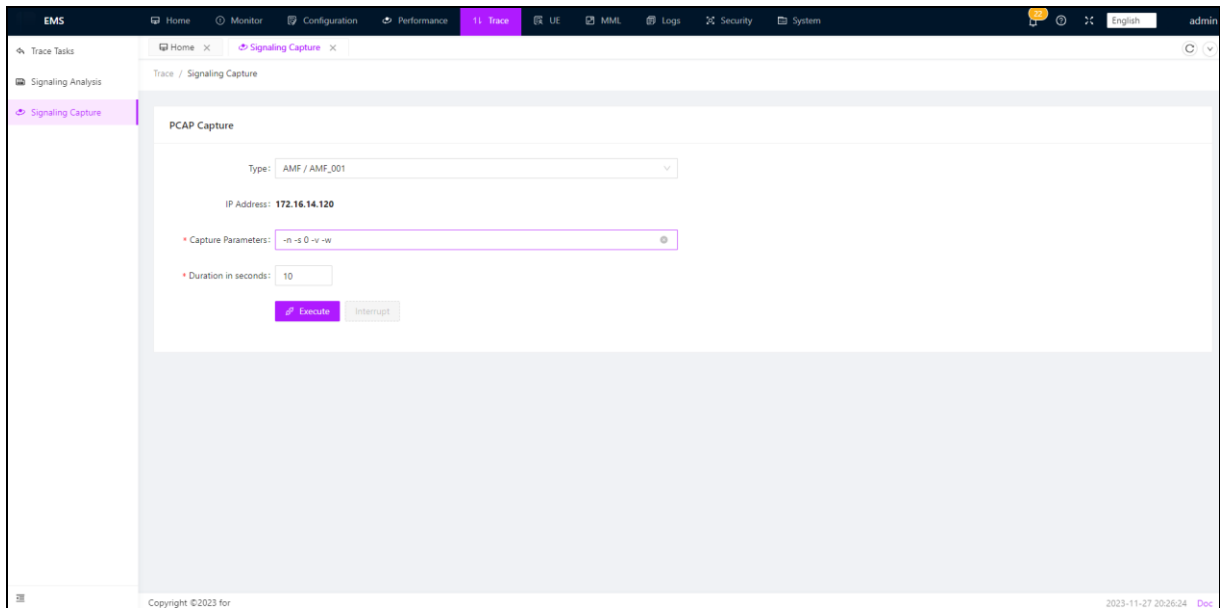 EMS Home Monitor Configuration Performance Trace UE MML Logs Security System 22 English admin
Trace Tasks
Signaling Analysis
Signaling Capture
Home Signaling Capture
Trace / Signaling Capture
PCAP Capture
Type: AMF / AMF_001
IP Address: 172.16.14.120
* Capture Parameters: -n -s 0 -v -w
* Duration in seconds: 10
Execute Interrupt
Copyright ©2023 for 2023-11-27 20:26:24 Doc